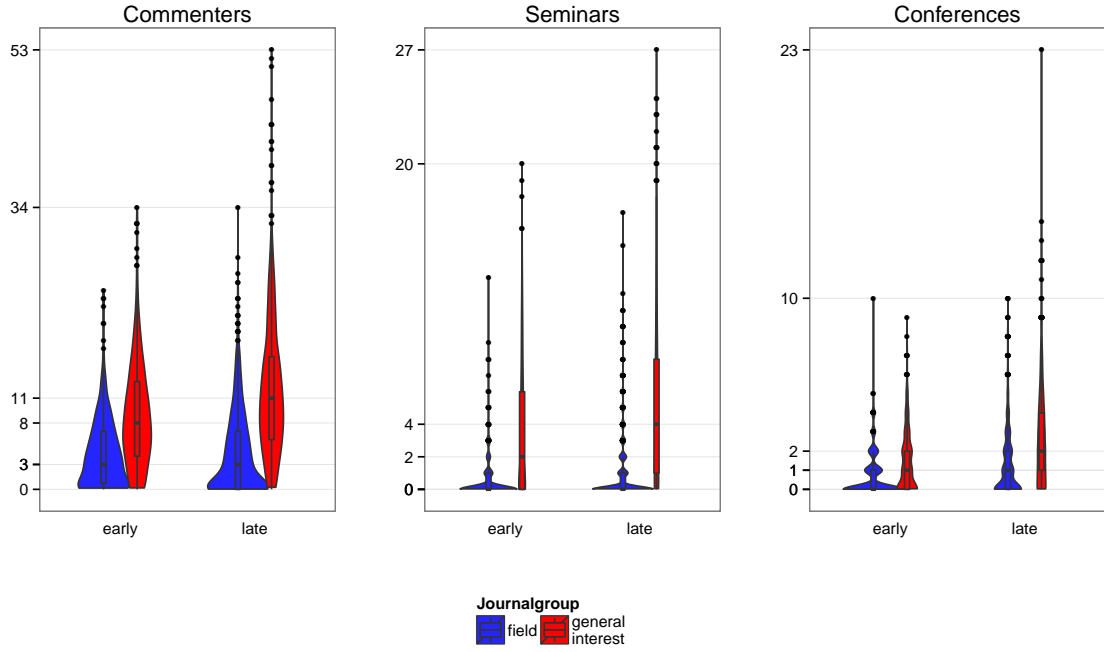 Commenters
53
34
11
8
3
0
early
late
Seminars
27
20
4
2
0
early
late
Conferences
23
10
2
1
0
early
late
Journalgroup
field
general
interest